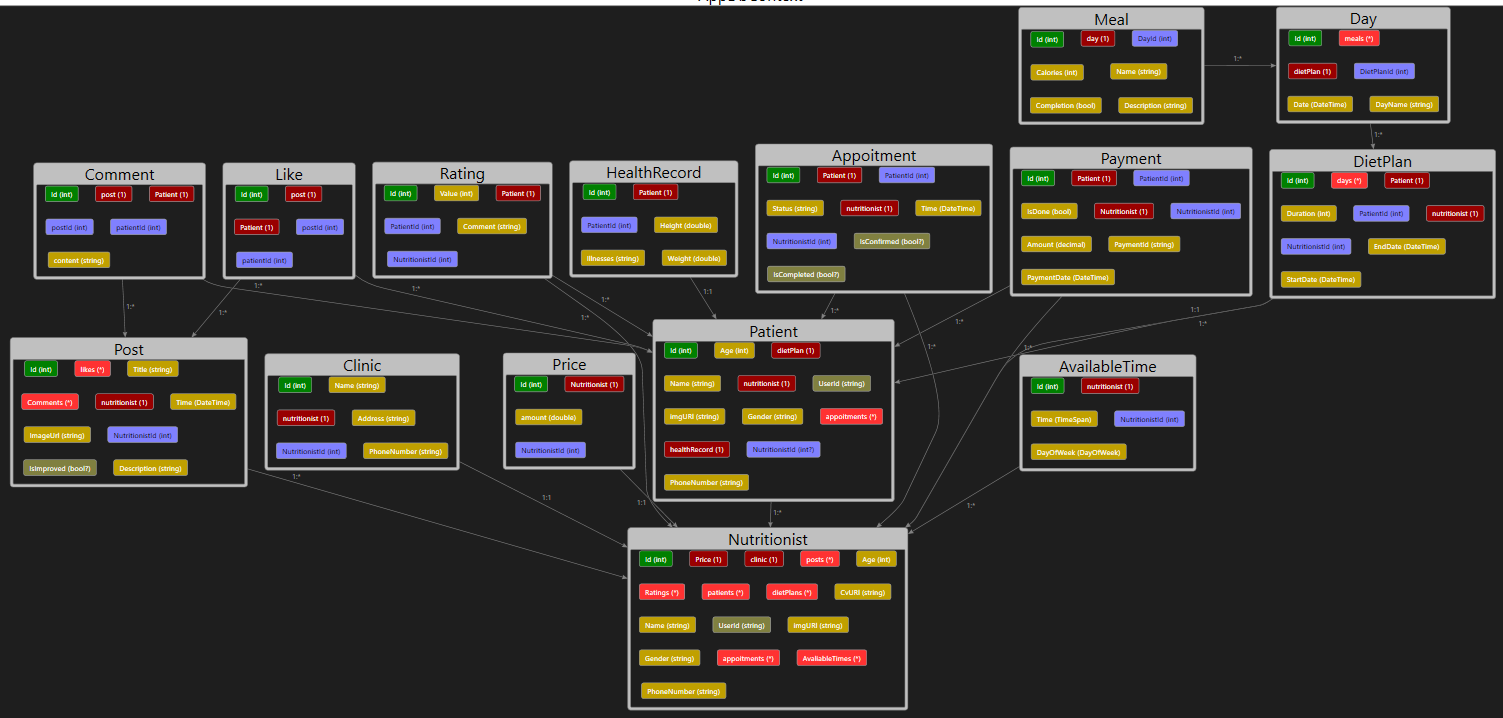 Meal
Id (int) day (1) DayId (int)
Calories (int) Name (string)
Completion (bool) Description (string)
1:*
Day
Id (int) meals (*)
dietPlan (1) DietPlanId (int)
Date (DateTime) DayName (string)
1:*
Comment
Id (int) post (1) Patient (1)
postId (int) patientId (int)
content (string)
Like
Id (int) post (1)
Patient (1) postId (int)
patientId (int)
Rating
Id (int) Value (int) Patient (1)
PatientId (int) Comment (string)
NutritionistId (int)
HealthRecord
Id (int) Patient (1)
PatientId (int) Height (double)
Illnesses (string) Weight (double)
Appoitment
Id (int) Patient (1) PatientId (int)
Status (string) nutritionist (1) Time (DateTime)
NutritionistId (int) IsConfirmed (bool?)
IsCompleted (bool?)
Payment
Id (int) Patient (1) PatientId (int)
IsDone (bool) Nutritionist (1) NutritionistId (int)
Amount (decimal) PaymentId (string)
PaymentDate (DateTime)
DietPlan
Id (int) days (*) Patient (1)
Duration (int) PatientId (int) nutritionist (1)
NutritionistId (int) EndDate (DateTime)
StartDate (DateTime)
1:*
1:*
1:*
1:*
1:*
1:*
1:1
1:*
1:*
1:*
1:1
1:*
1:*
Post
Id (int) likes (*) Title (string)
Comments (*) nutritionist (1) Time (DateTime)
ImageUrl (string) NutritionistId (int)
IsImproved (bool?) Description (string)
1:*
Clinic
Id (int) Name (string)
nutritionist (1) Address (string)
NutritionistId (int) PhoneNumber (string)
1:1
Price
Id (int) Nutritionist (1)
amount (double)
NutritionistId (int)
1:1
Patient
Id (int) Age (int) dietPlan (1)
Name (string) nutritionist (1) UserId (string)
imgURI (string) Gender (string) appoitments (*)
healthRecord (1) NutritionistId (int?)
PhoneNumber (string)
1:*
AvailableTime
Id (int) nutritionist (1)
Time (TimeSpan) NutritionistId (int)
DayOfWeek (DayOfWeek)
1:*
Nutritionist
Id (int) Price (1) clinic (1) posts (*) Age (int)
Ratings (*) patients (*) dietPlans (*) CvURI (string)
Name (string) UserId (string) imgURI (string)
Gender (string) appoitments (*) AvailableTimes (*)
PhoneNumber (string)